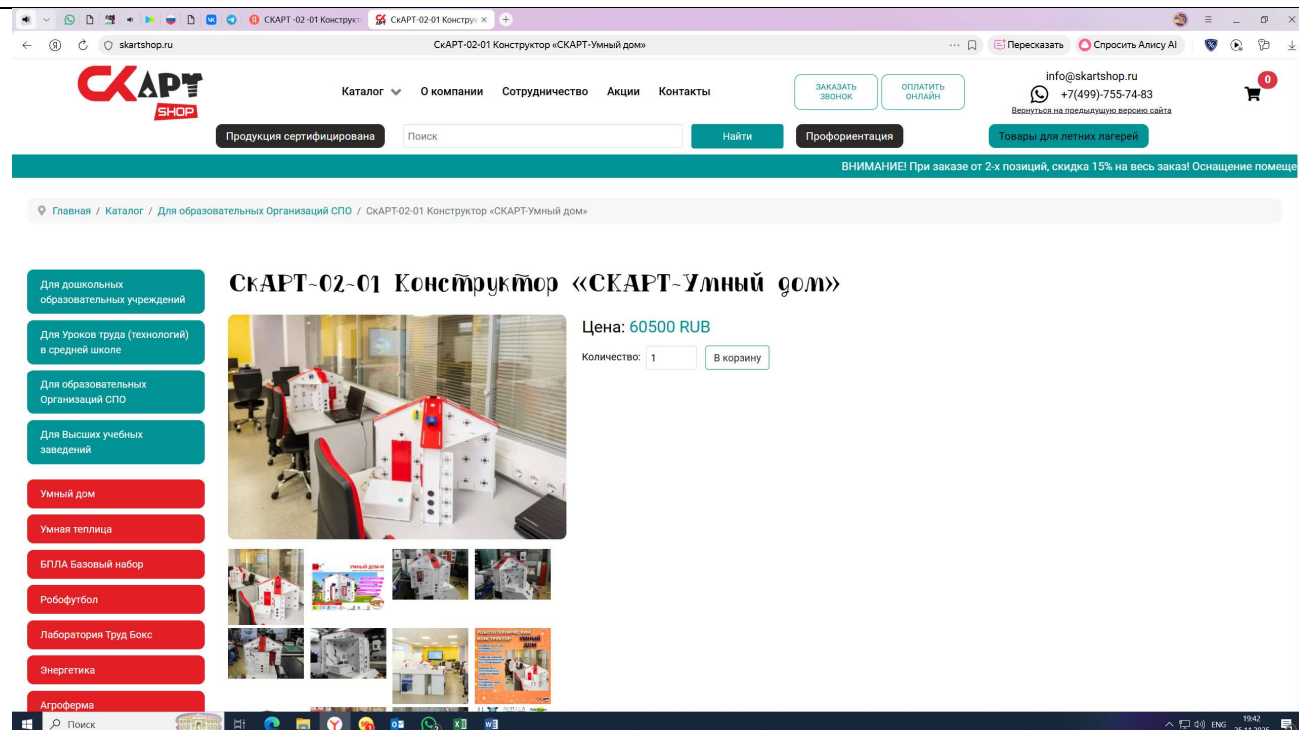 СКАРТ -02 -01 Конструкт
СкАРТ-02-01 Конструк
skartshop.ru
СкАРТ-02-01 Конструктор «СКАРТ-Умный дом»
Пересказать
Спросить Алису AI
СКАРТ
SHOP
Каталог
О компании
Сотрудничество
Акции
Контакты
ЗАКАЗАТЬ
ЗВОНОК
ОПЛАТИТЬ
ОНЛАЙН
info@skartshop.ru
+7(499)-755-74-83
Вернуться на предыдущую версию сайта
0
Продукция сертифицирована
Поиск
Найти
Профориентация
Товары для летних лагерей
ВНИМАНИЕ! При заказе от 2-х позиций, скидка 15% на весь заказ! Оснащение помеще
Главная / Каталог / Для образовательных Организаций СПО / СкАРТ-02-01 Конструктор «СКАРТ-Умный дом»
Для дошкольных
образовательных учреждений
Для Уроков труда (технологий)
в средней школе
Для образовательных
Организаций СПО
Для Высших учебных
заведений
Умный дом
Умная теплица
БПЛА Базовый набор
Робофутбол
Лаборатория Труд Бокс
Энергетика
Агроферма
СкАРТ-02-01 Конструктор «СКАРТ-Умный дом»
Цена: 60500 RUB
Количество: 1
В корзину
РОБОТОТЕХНИЧЕСКИЙ
КОНСТРУКТОР УМНЫЙ
ДОМ
Поиск
ENG
19:42